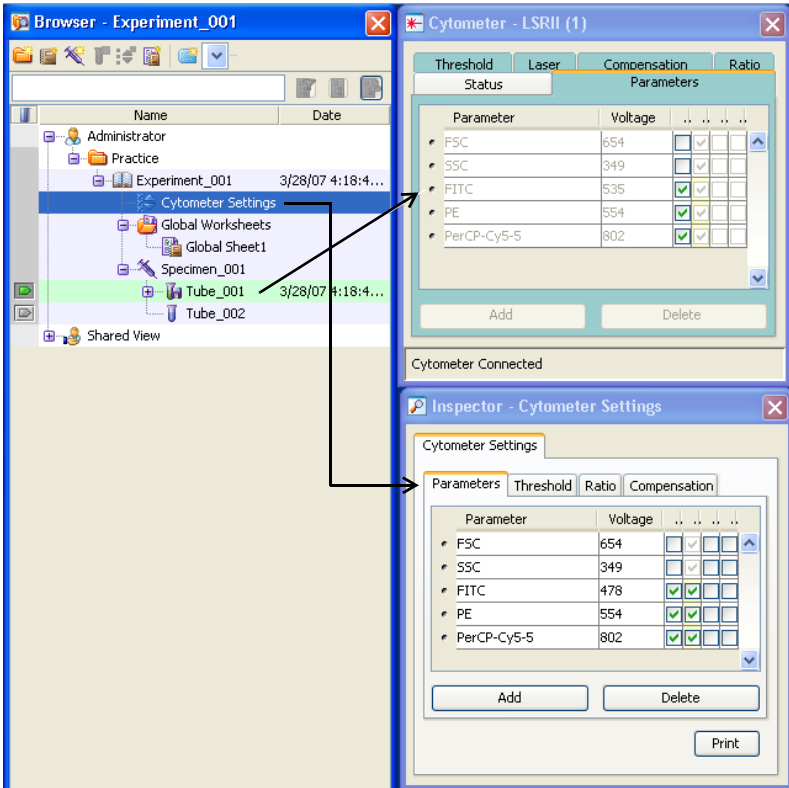 Browser - Experiment_001
Name Date
Administrator
Practice
Experiment_001 3/28/07 4:18:4...
Cytometer Settings
Global Worksheets
Global Sheet1
Specimen_001
Tube_001 3/28/07 4:18:4...
Tube_002
Shared View
Cytometer - LSRII (1)
Threshold Laser Compensation Ratio
Status Parameters
Parameter Voltage .. .. .. ..
FSC 654
SSC 349
FITC 535
PE 554
PerCP-Cy5-5 802
Add Delete
Cytometer Connected
Inspector - Cytometer Settings
Cytometer Settings
Parameters Threshold Ratio Compensation
Parameter Voltage .. .. .. ..
FSC 654
SSC 349
FITC 478
PE 554
PerCP-Cy5-5 802
Add Delete
Print